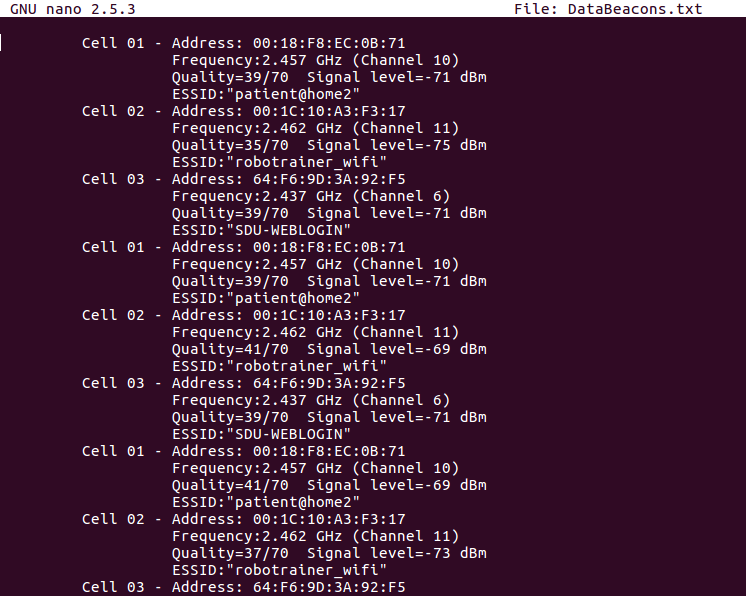 GNU nano 2.5.3 File: DataBeacons.txt
Cell 01 - Address: 00:18:F8:EC:0B:71
Frequency:2.457 GHz (Channel 10)
Quality=39/70  Signal level=-71 dBm
ESSID:"patient@home2"
Cell 02 - Address: 00:1C:10:A3:F3:17
Frequency:2.462 GHz (Channel 11)
Quality=35/70  Signal level=-75 dBm
ESSID:"robotrainer_wifi"
Cell 03 - Address: 64:F6:9D:3A:92:F5
Frequency:2.437 GHz (Channel 6)
Quality=39/70  Signal level=-71 dBm
ESSID:"SDU-WEBLOGIN"
Cell 01 - Address: 00:18:F8:EC:0B:71
Frequency:2.457 GHz (Channel 10)
Quality=39/70  Signal level=-71 dBm
ESSID:"patient@home2"
Cell 02 - Address: 00:1C:10:A3:F3:17
Frequency:2.462 GHz (Channel 11)
Quality=41/70  Signal level=-69 dBm
ESSID:"robotrainer_wifi"
Cell 03 - Address: 64:F6:9D:3A:92:F5
Frequency:2.437 GHz (Channel 6)
Quality=39/70  Signal level=-71 dBm
ESSID:"SDU-WEBLOGIN"
Cell 01 - Address: 00:18:F8:EC:0B:71
Frequency:2.457 GHz (Channel 10)
Quality=41/70  Signal level=-69 dBm
ESSID:"patient@home2"
Cell 02 - Address: 00:1C:10:A3:F3:17
Frequency:2.462 GHz (Channel 11)
Quality=37/70  Signal level=-73 dBm
ESSID:"robotrainer_wifi"
Cell 03 - Address: 64:F6:9D:3A:92:F5